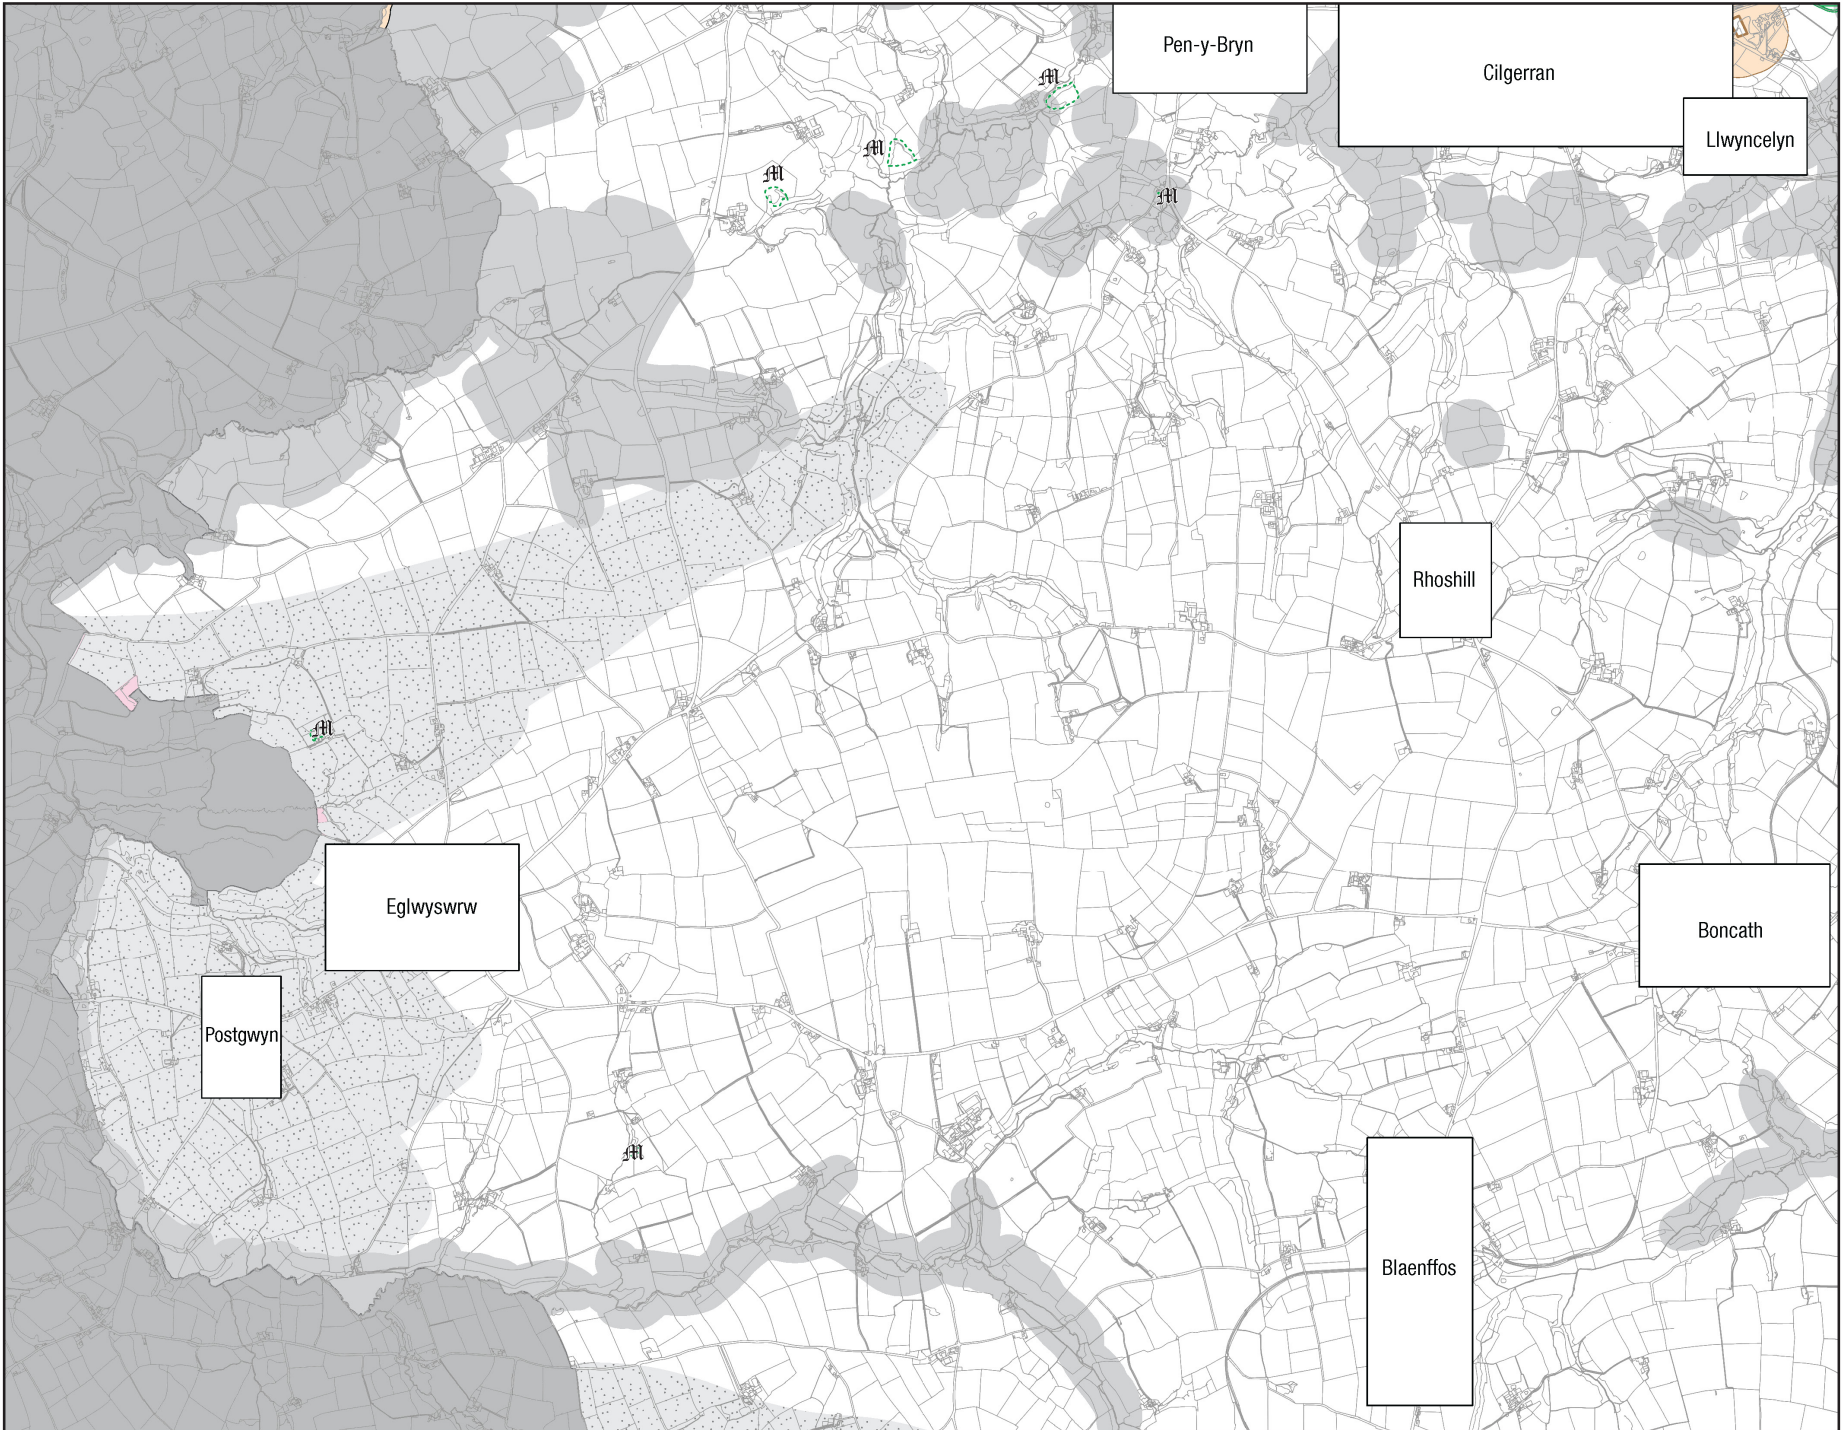 Pen-y-Bryn
Cilgerran
Llwyncelyn
M
M
M
M
Rhoshill
M
Eglwyswrw
Boncath
Postgwyn
M
Blaenffos